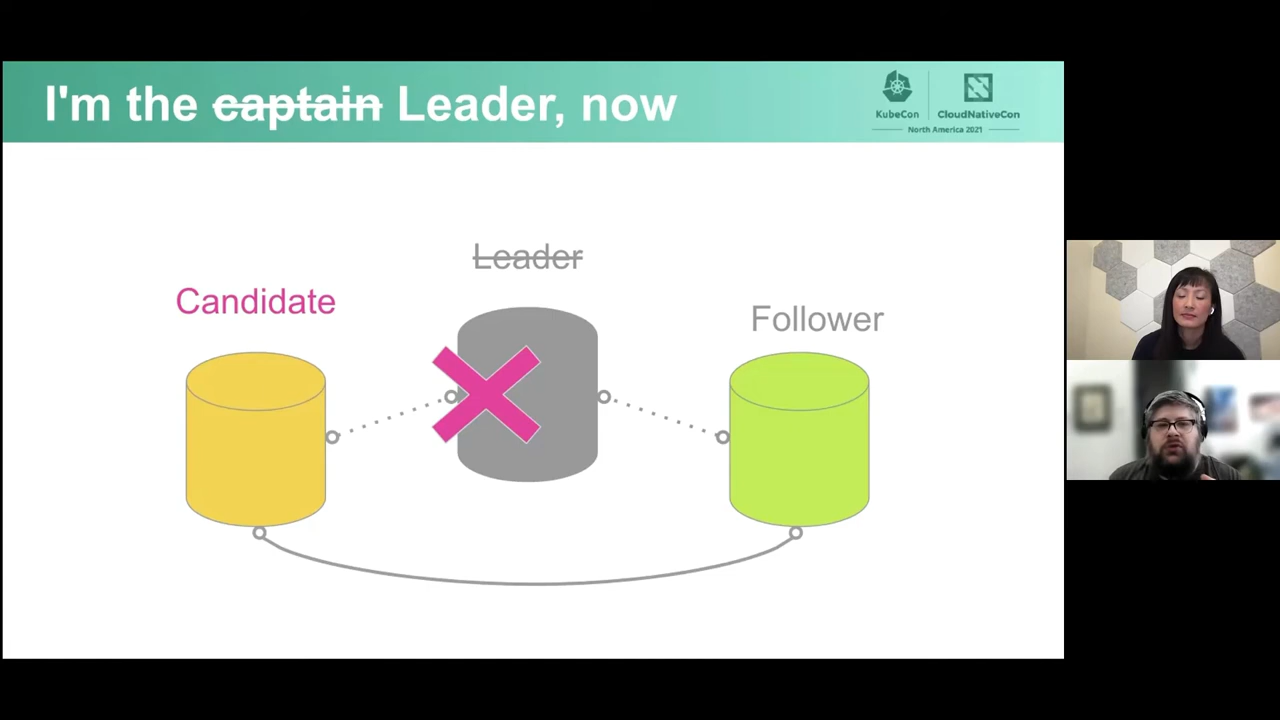 I'm the captain Leader, now
KubeCon
CloudNativeCon
North America 2021
Leader
Candidate
Follower